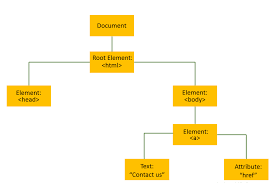 Document
Root Element:
<html>
Element:
<head>
Element:
<body>
Element:
<a>
Text:
"Contact us"
Attribute:
"href"